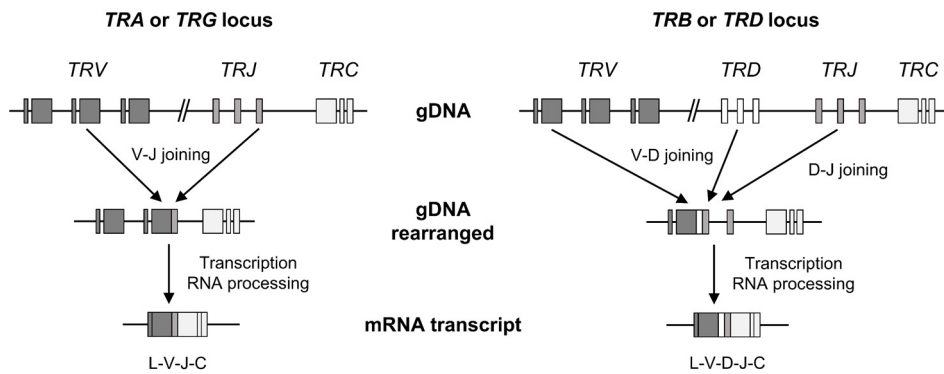 TRA or TRG locus
TRB or TRD locus
TRV TRJ TRC
TRV TRD TRJ TRC
gDNA
V-J joining
V-D joining
D-J joining
gDNA
rearranged
Transcription
RNA processing
Transcription
RNA processing
mRNA transcript
L-V-J-C
L-V-D-J-C